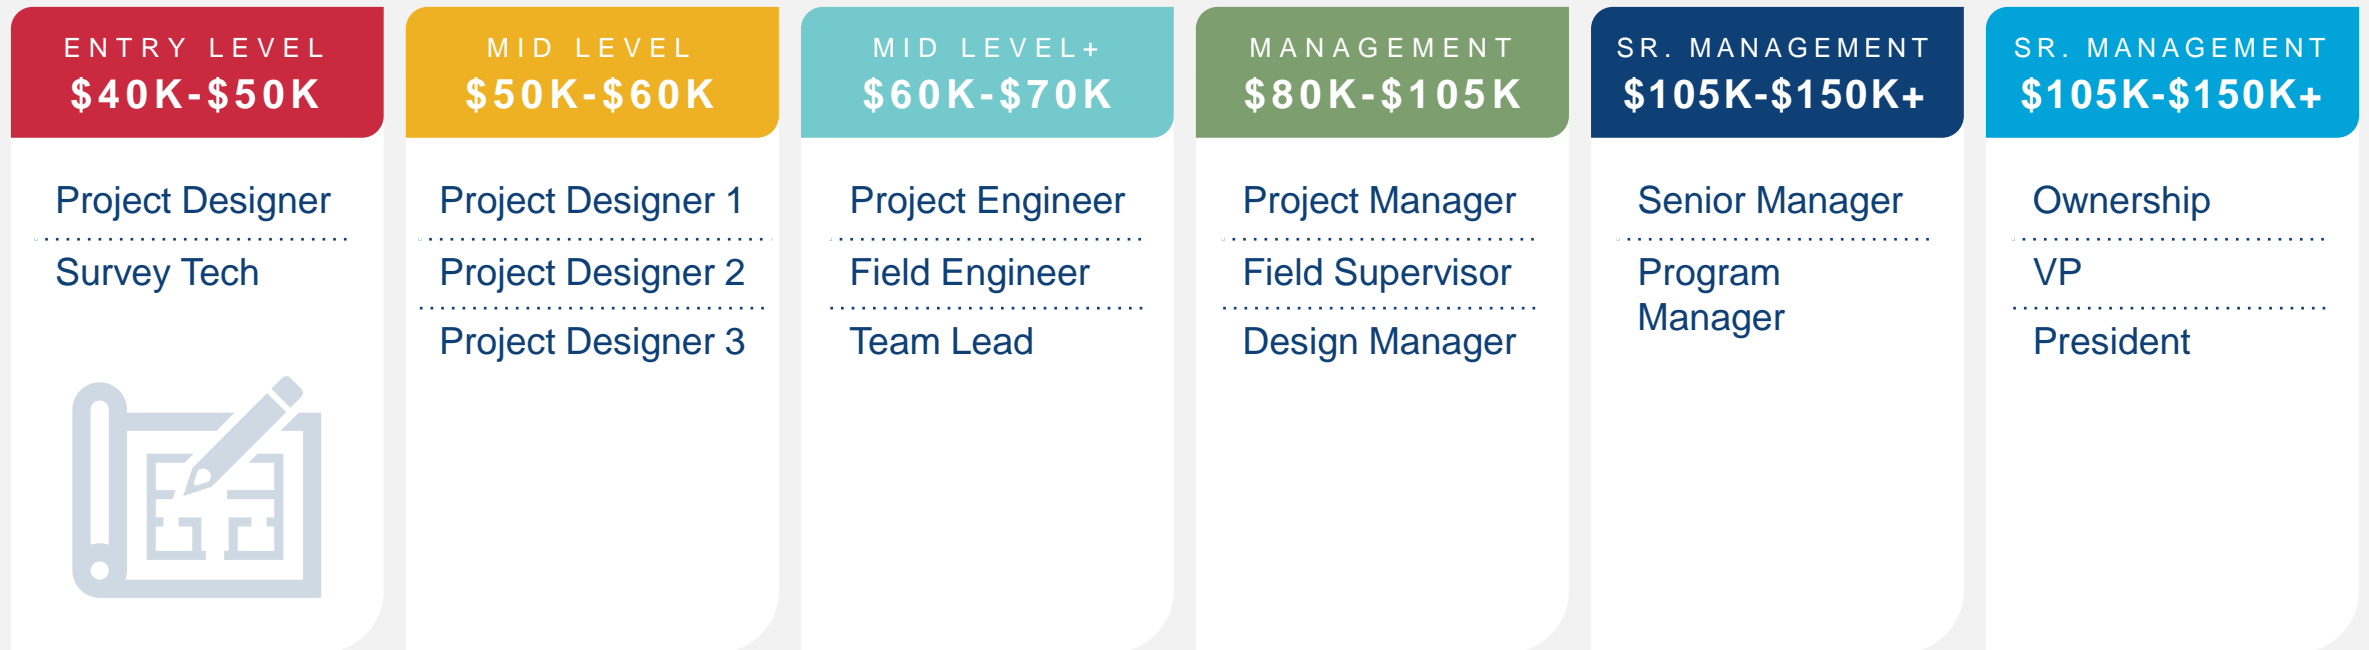 ENTRY LEVEL
$40K-$50K
Project Designer
Survey Tech
MID LEVEL
$50K-$60K
Project Designer 1
Project Designer 2
Project Designer 3
MID LEVEL+
$60K-$70K
Project Engineer
Field Engineer
Team Lead
MANAGEMENT
$80K-$105K
Project Manager
Field Supervisor
Design Manager
SR. MANAGEMENT
$105K-$150K+
Senior Manager
Program
Manager
SR. MANAGEMENT
$105K-$150K+
Ownership
VP
President